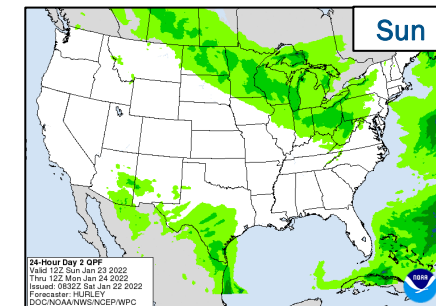 Sun
24-Hour Day 2 QPF
Valid 12Z Sun Jan 23 2022
Thru 12Z Mon Jan 24 2022
Issued: 0832Z Sat Jan 22 2022
Forecaster: HURLEY
DOC/NOAA/NWS/NCEP/WPC
NOAA